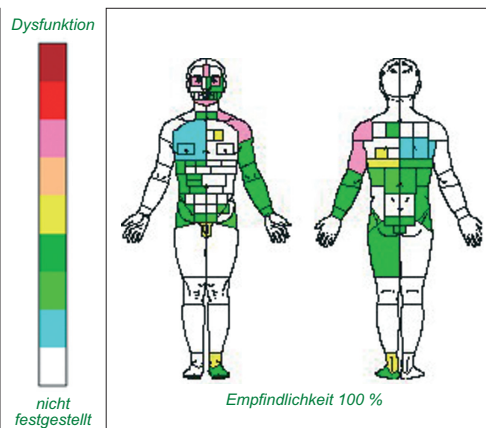 Dysfunktion
nicht
festgestellt
Empfindlichkeit 100 %